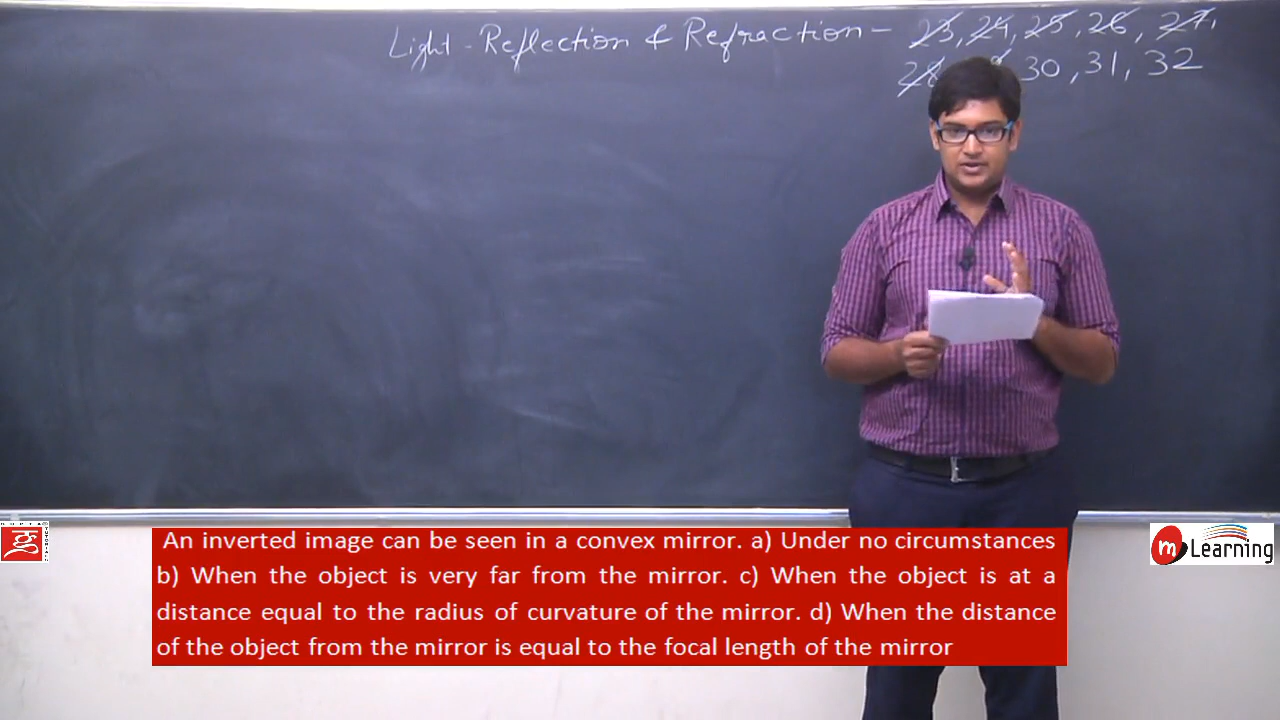 Light - Reflection & Refraction - 23, 24, 25, 26, 27,
28, 30, 31, 32
An inverted image can be seen in a convex mirror. a) Under no circumstances
b) When the object is very far from the mirror. c) When the object is at a
distance equal to the radius of curvature of the mirror. d) When the distance
of the object from the mirror is equal to the focal length of the mirror
m Learning